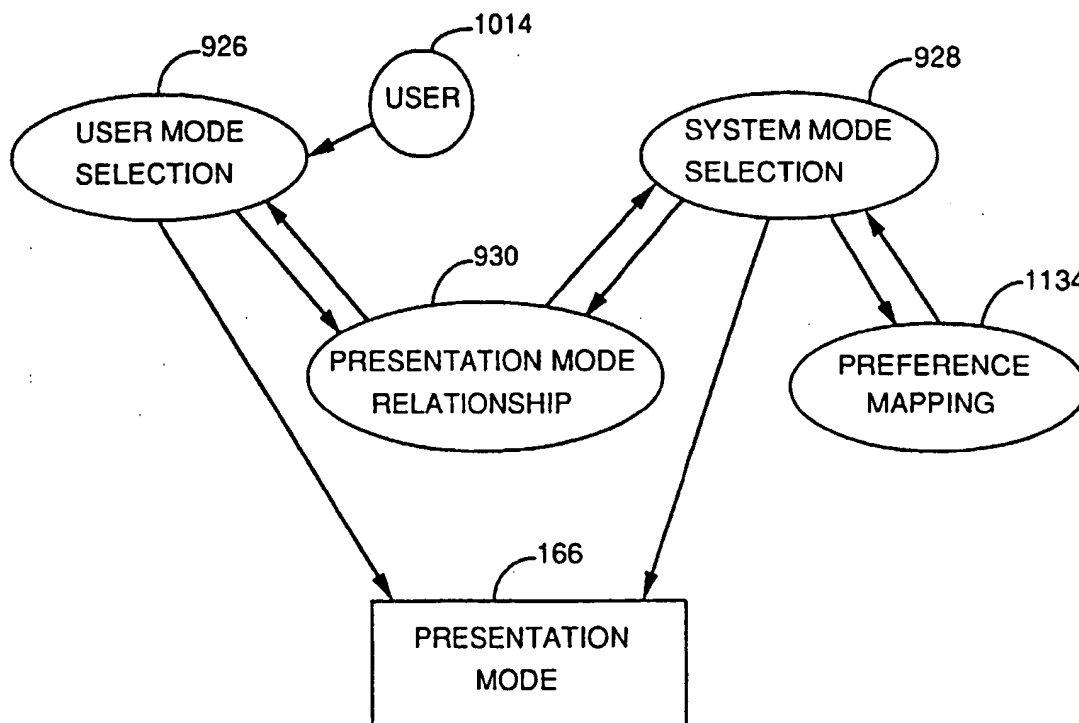 1014
926
928
USER
USER MODE
SELECTION
SYSTEM MODE
SELECTION
930
1134
PRESENTATION MODE
RELATIONSHIP
PREFERENCE
MAPPING
166
PRESENTATION
MODE